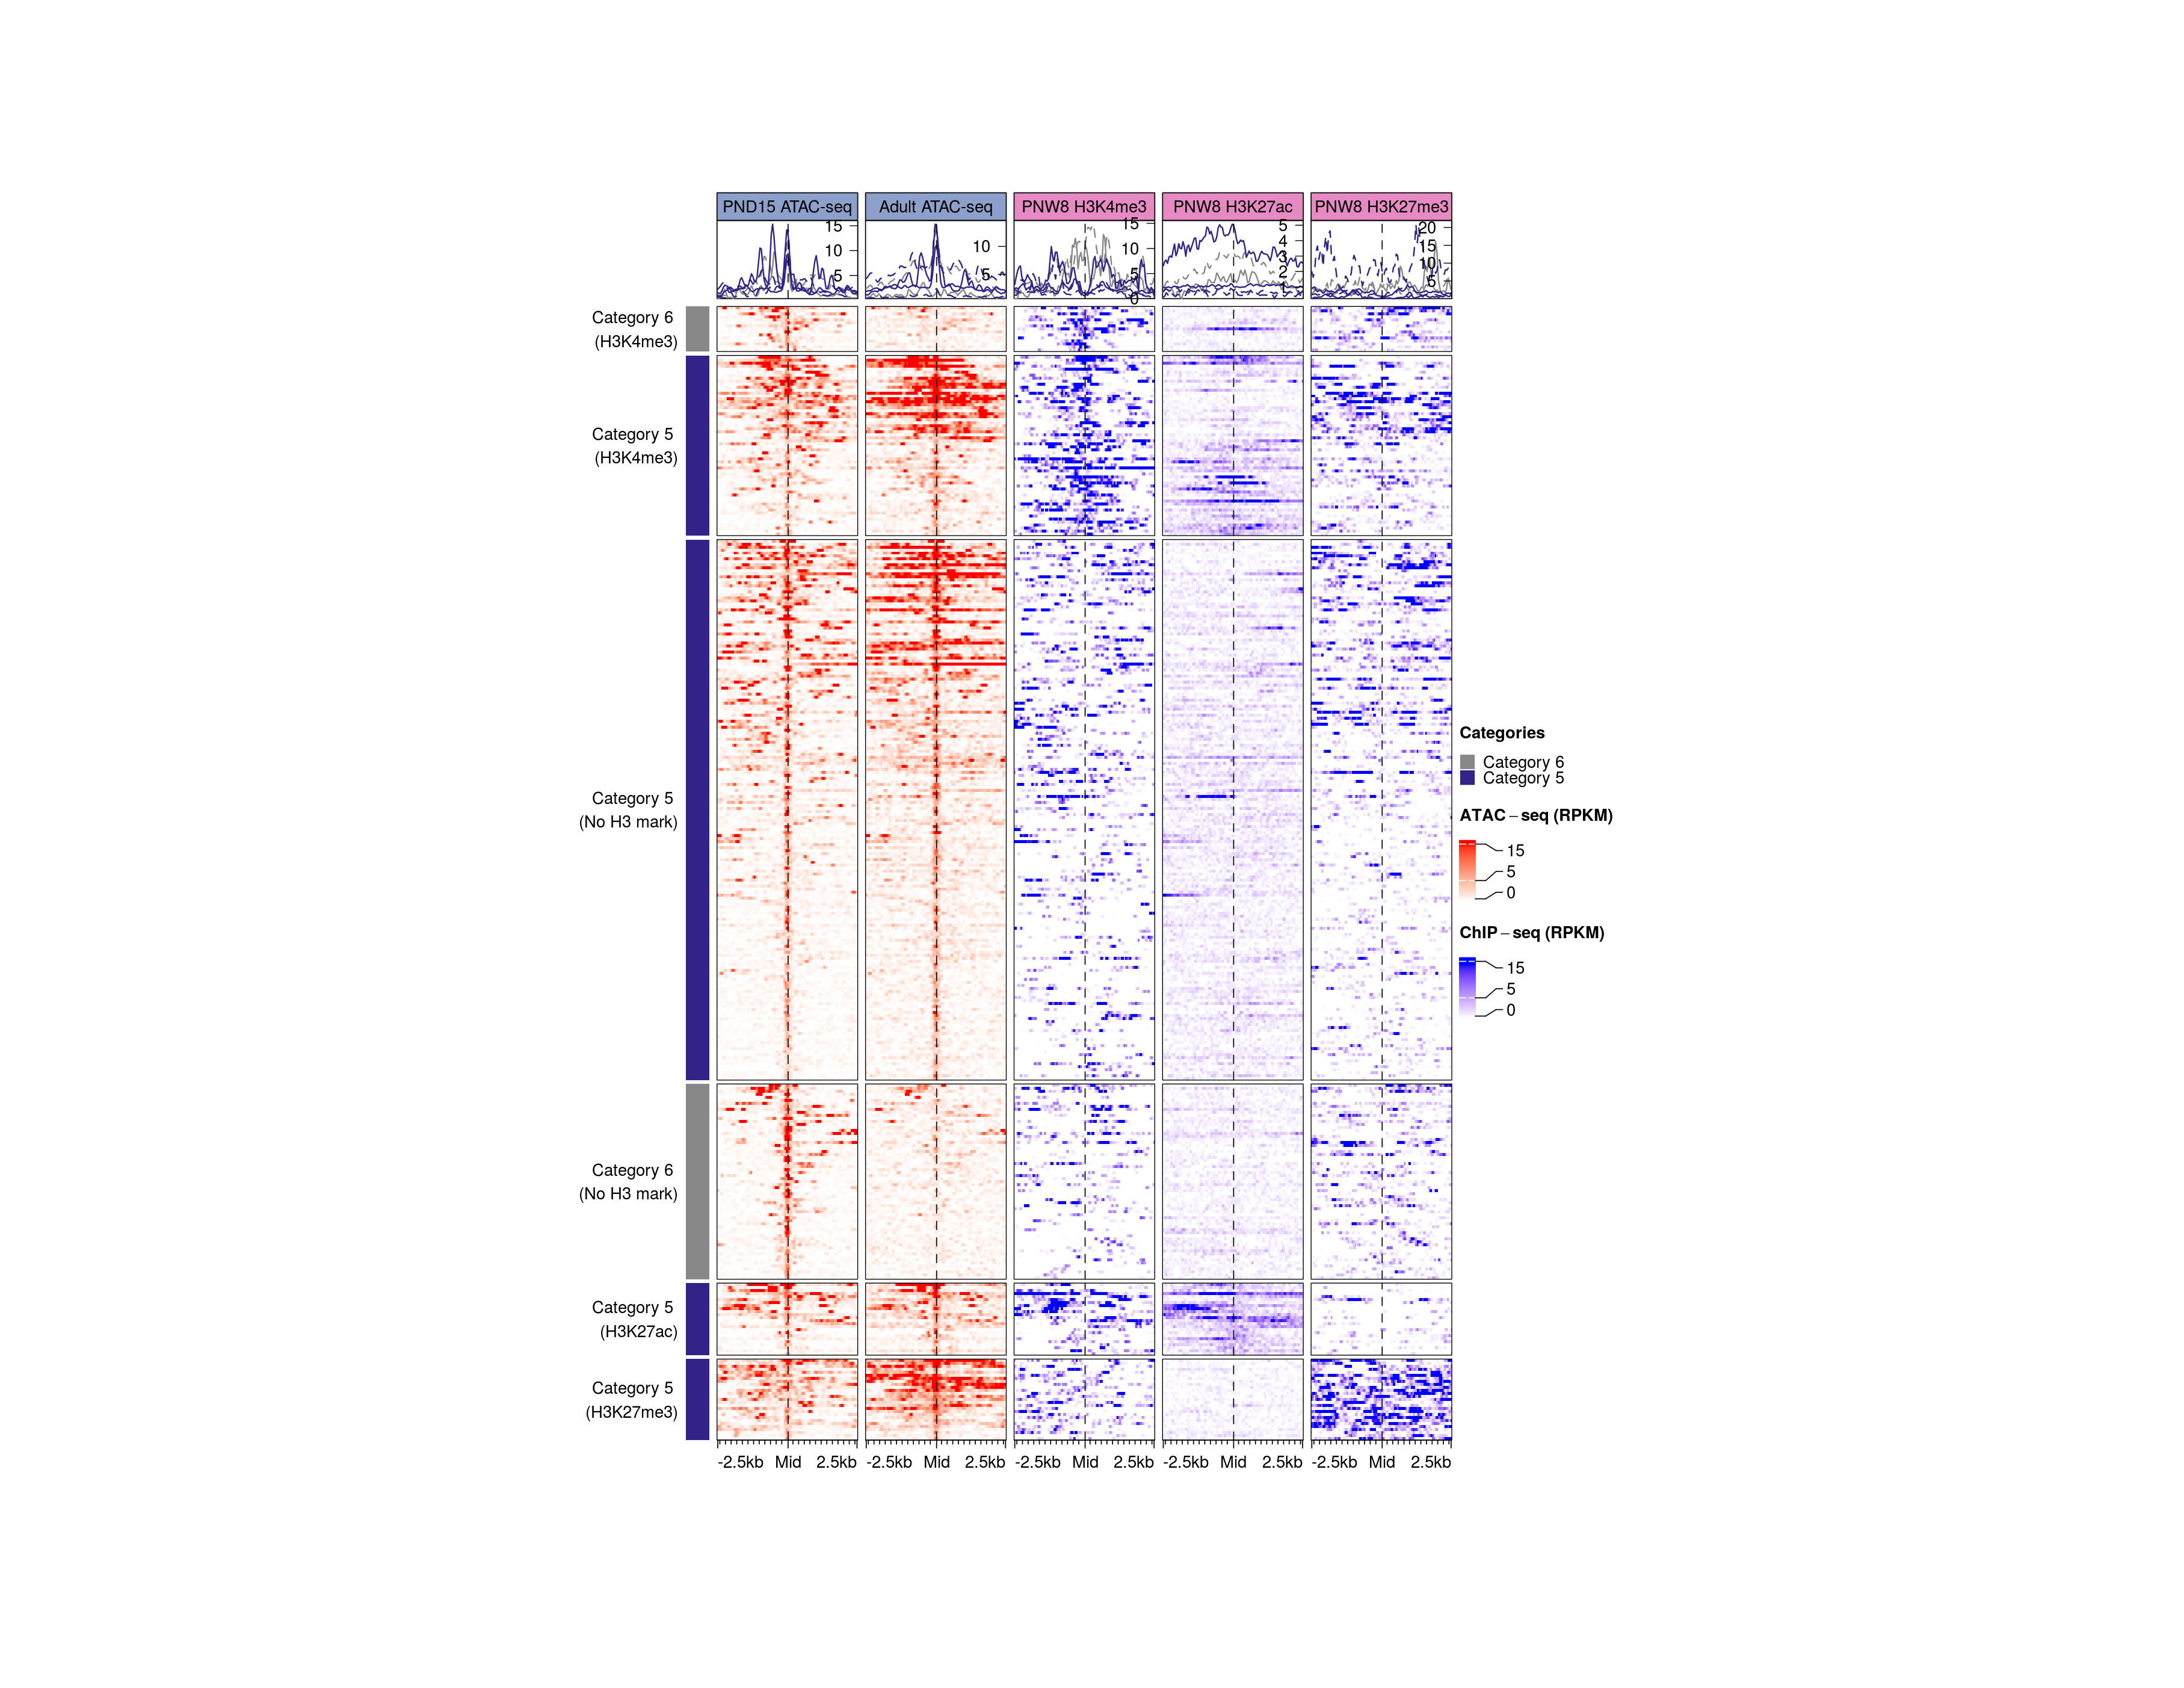 PND15 ATAC-seq
Adult ATAC-seq
PNW8 H3K4me3
PNW8 H3K27ac
PNW8 H3K27me3
15
10
5
10
5
15
10
5
0
5
4
3
2
1
20
15
10
5
Category 6
(H3K4me3)
Category 5
(H3K4me3)
Category 5
(No H3 mark)
Category 6
(No H3 mark)
Category 5
(H3K27ac)
Category 5
(H3K27me3)
-2.5kb Mid 2.5kb
-2.5kb Mid 2.5kb
-2.5kb Mid 2.5kb
-2.5kb Mid 2.5kb
-2.5kb Mid 2.5kb
Categories
Category 6
Category 5
ATAC−seq (RPKM)
15
5
0
ChIP−seq (RPKM)
15
5
0